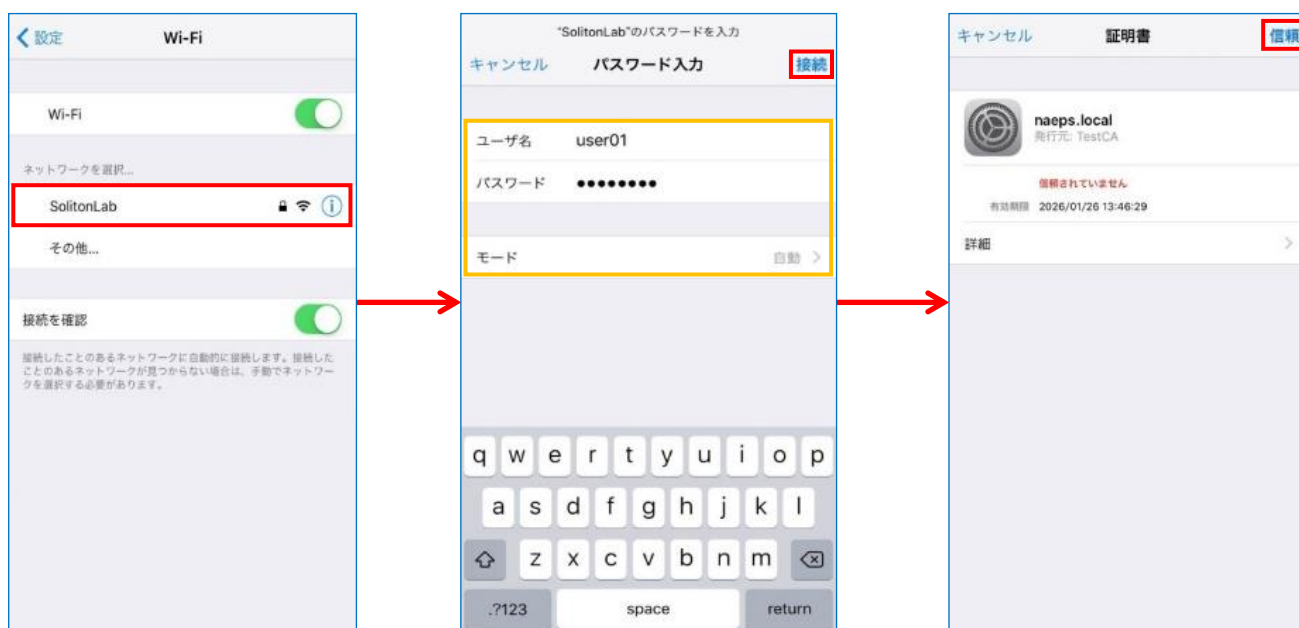 設定
Wi-Fi
Wi-Fi
ネットワークを選択...
SolitonLab
その他...
接続を確認
接続したことのあるネットワークに自動的に接続します。接続した
ことのあるネットワークが見つからない場合は、手動でネットワー
クを選択する必要があります。
"SolitonLab"のパスワードを入力
キャンセル パスワード入力 接続
ユーザ名 user01
パスワード ●●●●●●●●
モード 自動
q w e r t y u i o p
a s d f g h j k l
z x c v b n m
.?123 space return
キャンセル 証明書 信頼
naeps.local
発行元: TestCA
信頼されていません
有効期限 2026/01/26 13:46:29
詳細